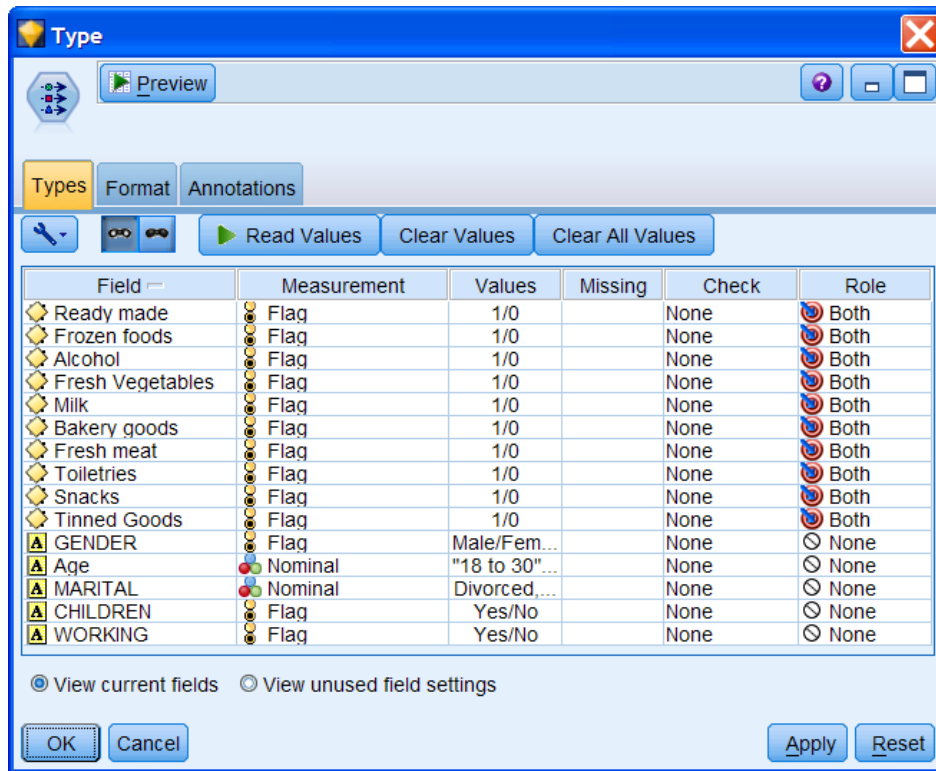 Type
Preview
Types Format Annotations
Read Values Clear Values Clear All Values
Field Measurement Values Missing Check Role
Ready made Flag 1/0 None Both
Frozen foods Flag 1/0 None Both
Alcohol Flag 1/0 None Both
Fresh Vegetables Flag 1/0 None Both
Milk Flag 1/0 None Both
Bakery goods Flag 1/0 None Both
Fresh meat Flag 1/0 None Both
Toiletries Flag 1/0 None Both
Snacks Flag 1/0 None Both
Tinned Goods Flag 1/0 None Both
A GENDER Flag Male/Fem... None None
A Age Nominal "18 to 30"... None None
A MARITAL Nominal Divorced,... None None
A CHILDREN Flag Yes/No None None
A WORKING Flag Yes/No None None
View current fields View unused field settings
OK Cancel Apply Reset